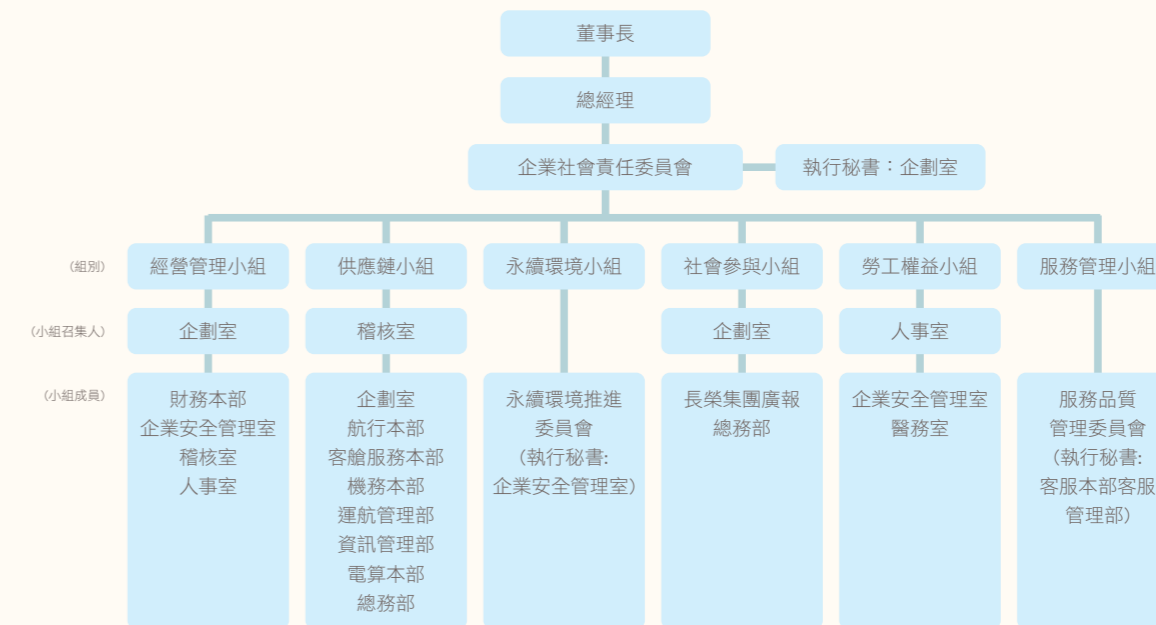 董事長
總經理
企業社會責任委員會
執行秘書：企劃室
（組別）
經營管理小組
供應鏈小組
永續環境小組
社會參與小組
勞工權益小組
服務管理小組
（小組召集人）
企劃室
稽核室
企劃室
人事室
（小組成員）
財務本部
企業安全管理室
稽核室
人事室
企劃室
航行本部
客艙服務本部
機務本部
運航管理部
資訊管理部
電算本部
總務部
永續環境推進
委員會
（執行秘書:
企業安全管理室）
長榮集團廣報
總務部
企業安全管理室
醫務室
服務品質
管理委員會
（執行秘書:
客服本部客服
管理部）